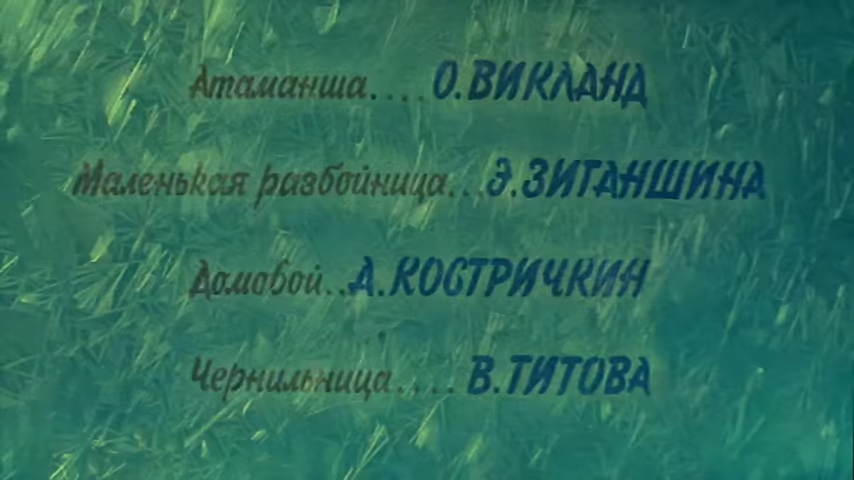 Атаманша....О.ВИКЛАНД
Маленькая разбойница...Э.ЗИГАНШИНА
Домовой...А.КОСТРИЧКИН
Чернильница.....В.ТИТОВА